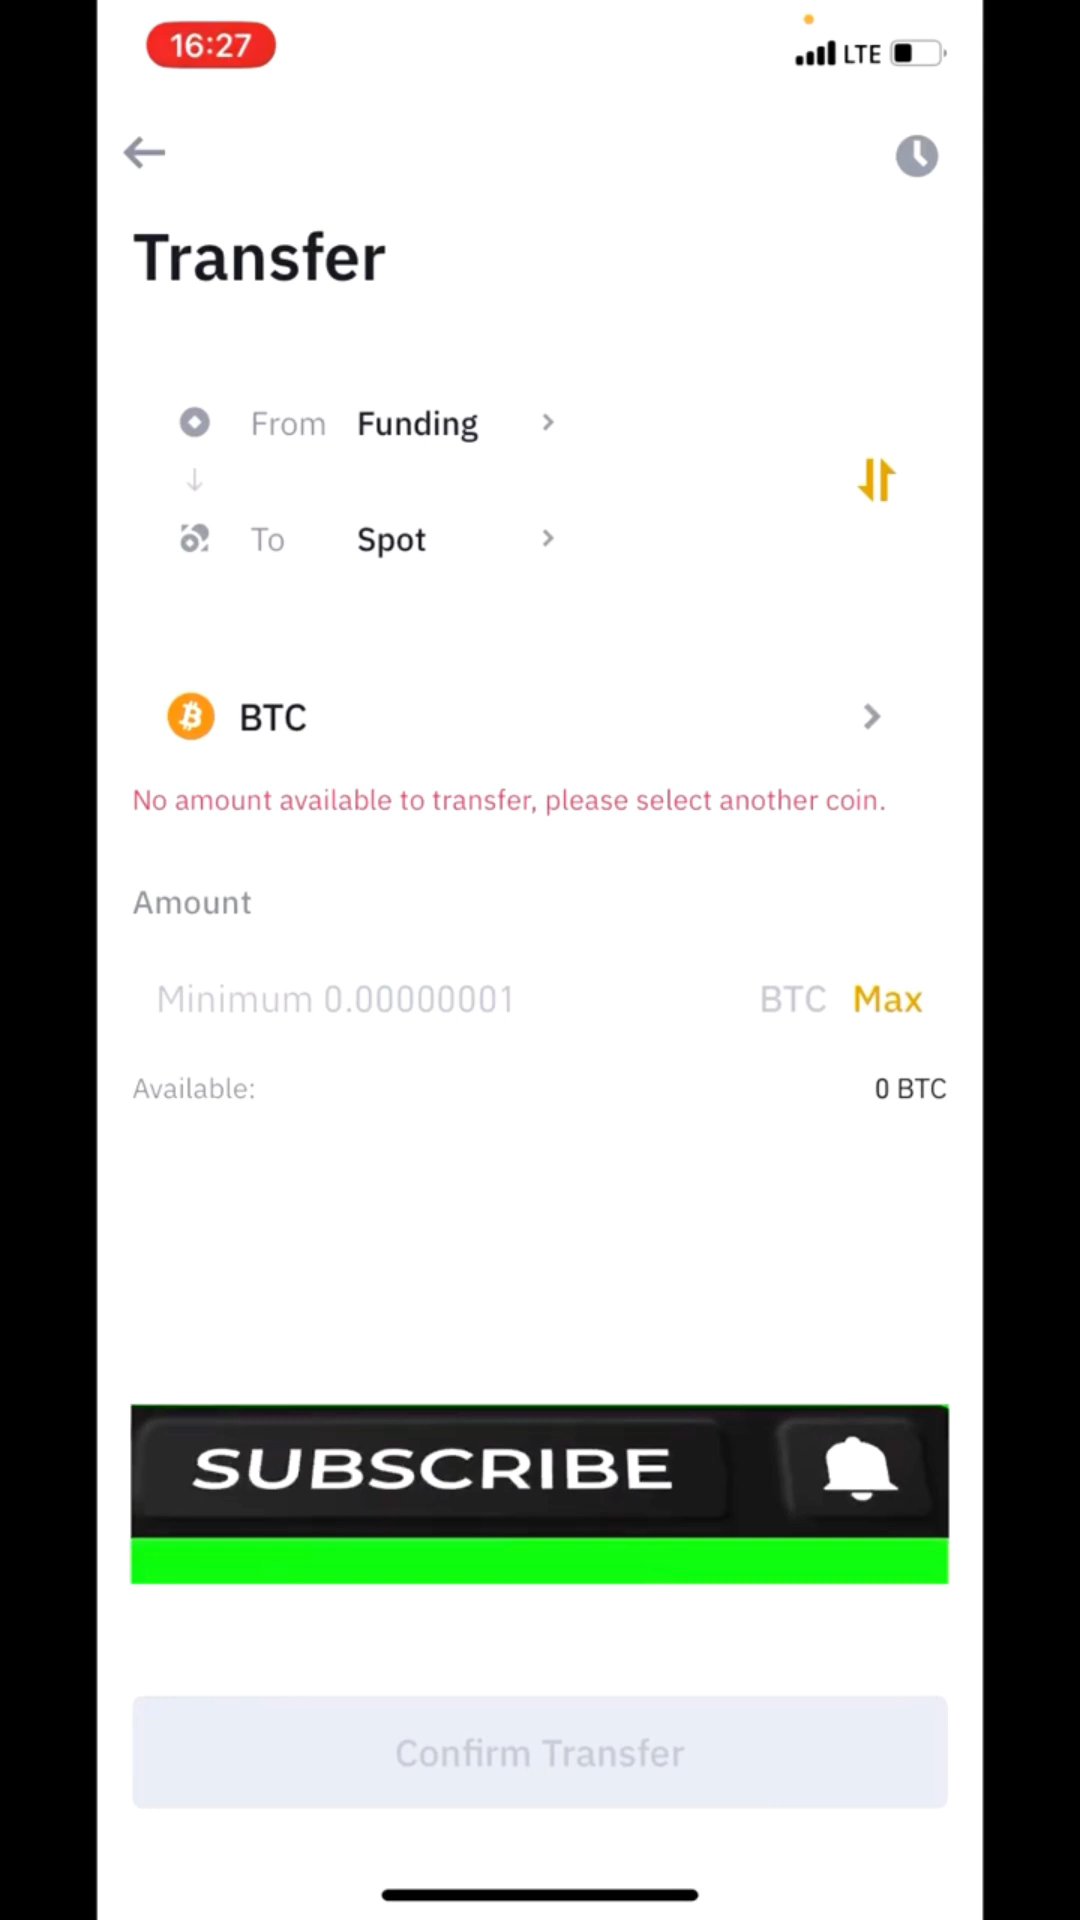 16:27
LTE
Transfer
From Funding
To Spot
BTC
No amount available to transfer, please select another coin.
Amount
Minimum 0.00000001 BTC Max
Available: 0 BTC
SUBSCRIBE
Confirm Transfer